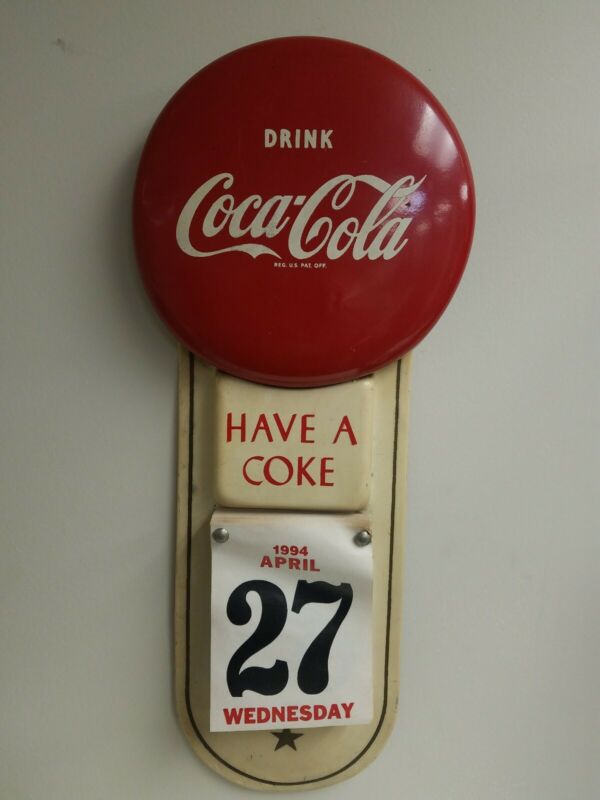 DRINK
Coca-Cola
REG. U.S. PAT. OFF.
HAVE A
COKE
1994
APRIL
27
WEDNESDAY